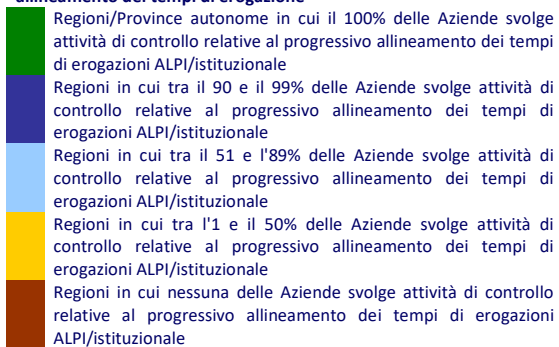 allineamento dei tempi di erogazione
Regioni/Province autonome in cui il 100% delle Aziende svolge
attività di controllo relative al progressivo allineamento dei tempi
di erogazioni ALPI/istituzionale
Regioni in cui tra il 90 e il 99% delle Aziende svolge attività di
controllo relative al progressivo allineamento dei tempi di
erogazioni ALPI/istituzionale
Regioni in cui tra il 51 e l'89% delle Aziende svolge attività di
controllo relative al progressivo allineamento dei tempi di
erogazioni ALPI/istituzionale
Regioni in cui tra l'1 e il 50% delle Aziende svolge attività di
controllo relative al progressivo allineamento dei tempi di
erogazioni ALPI/istituzionale
Regioni in cui nessuna delle Aziende svolge attività di controllo
relative al progressivo allineamento dei tempi di erogazioni
ALPI/istituzionale